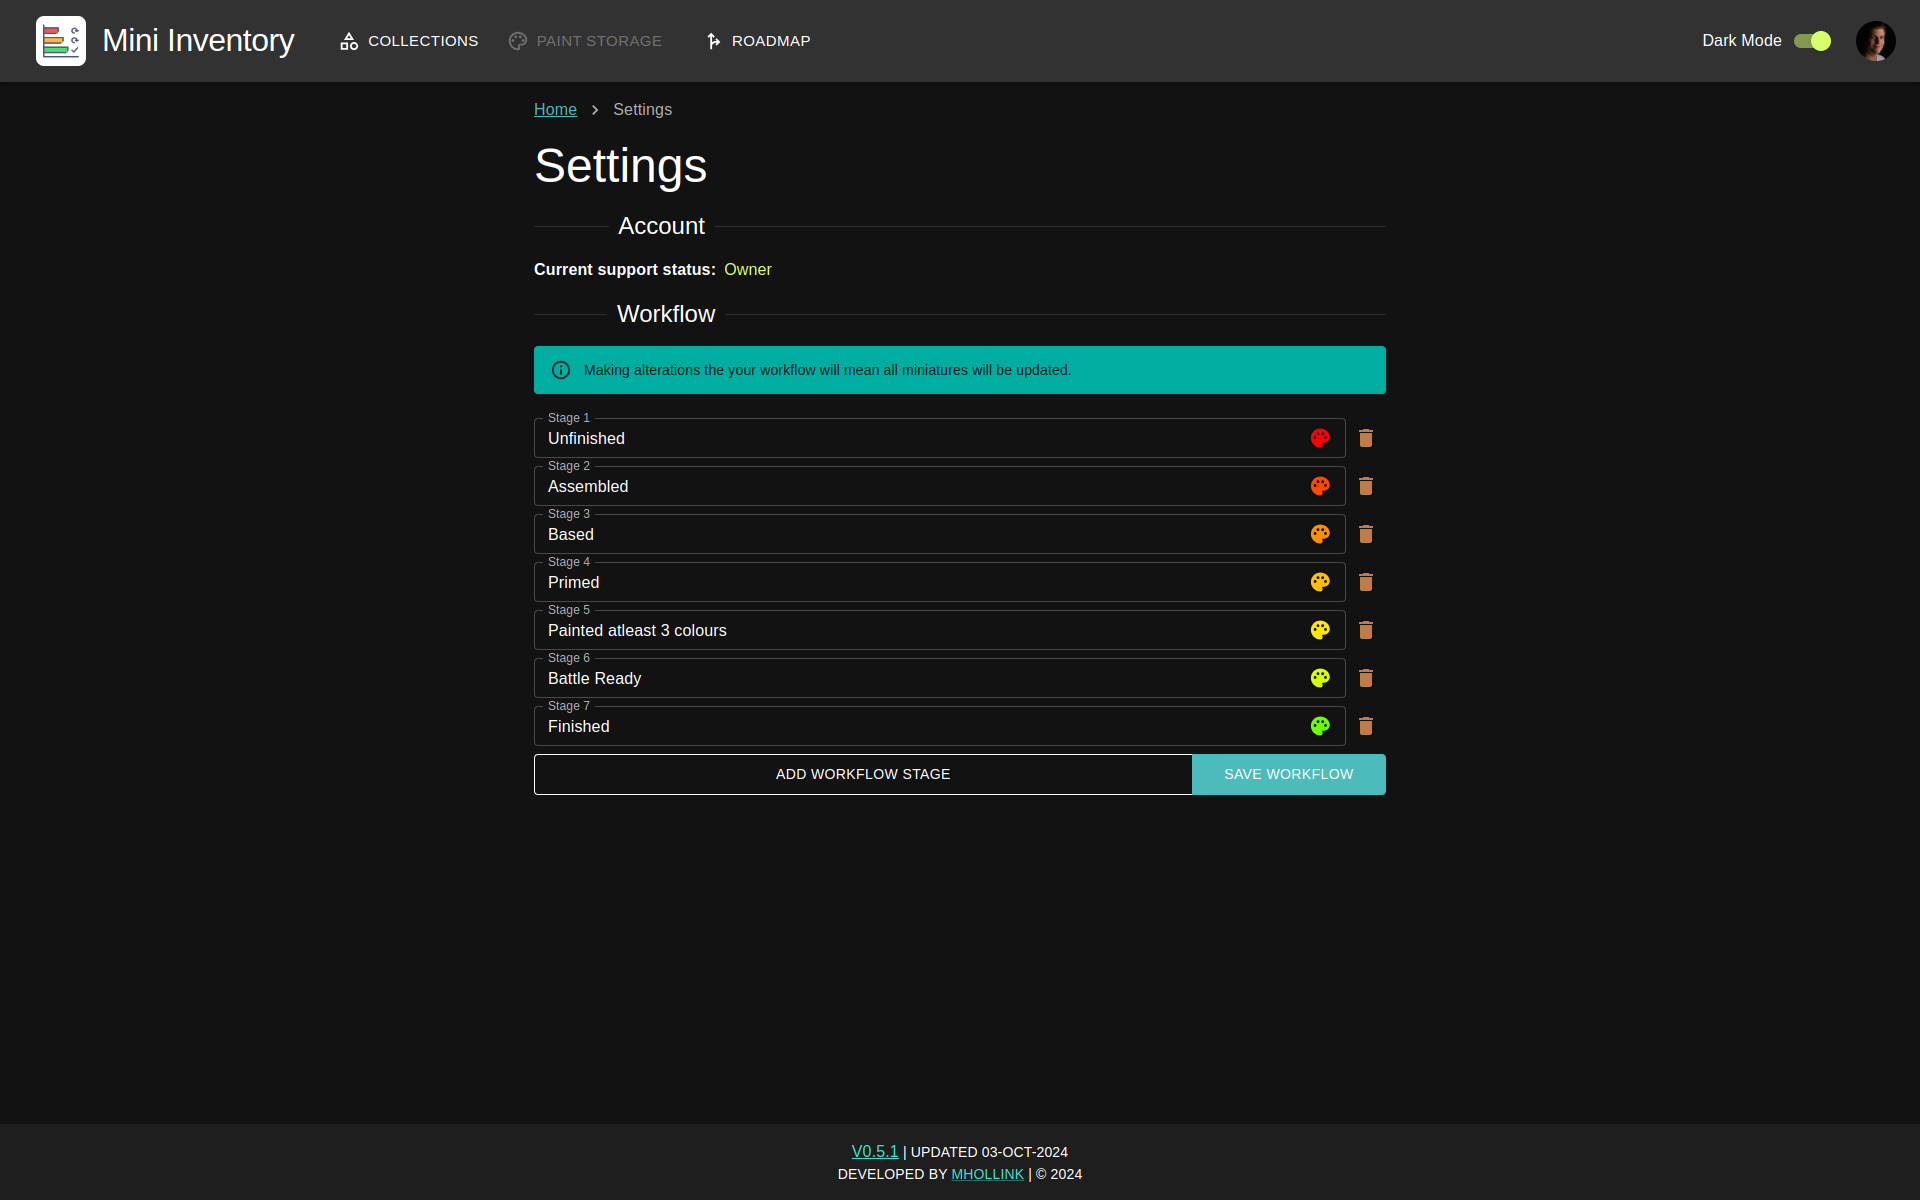 Mini Inventory
COLLECTIONS
PAINT STORAGE
ROADMAP
Dark Mode
Home
Settings
Settings
Account
Current support status: Owner
Workflow
Making alterations the your workflow will mean all miniatures will be updated.
Stage 1
Unfinished
Stage 2
Assembled
Stage 3
Based
Stage 4
Primed
Stage 5
Painted atleast 3 colours
Stage 6
Battle Ready
Stage 7
Finished
ADD WORKFLOW STAGE
SAVE WORKFLOW
V0.5.1 | UPDATED 03-OCT-2024
DEVELOPED BY MHOLLINK | © 2024